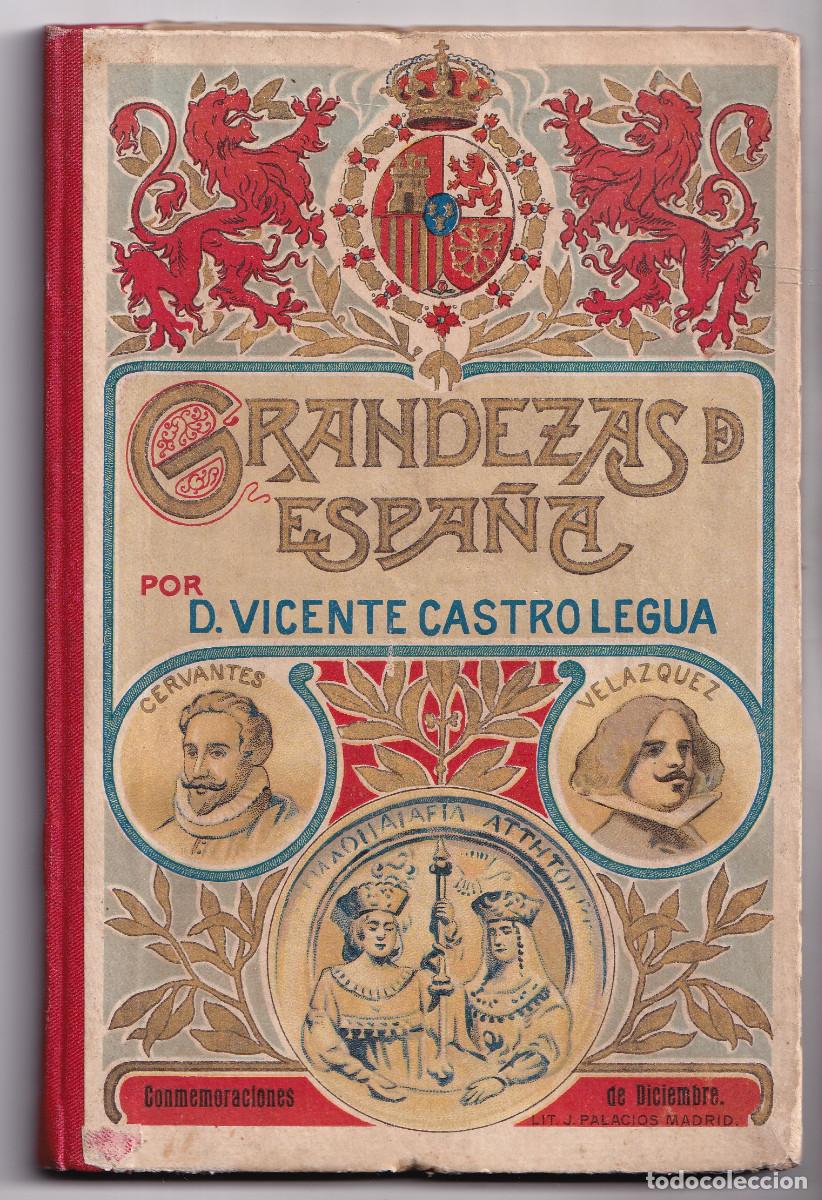 GRANDEZAS DE
ESPAÑA
POR
D. VICENTE CASTRO LEGUA
CERVANTES
VELAZQUEZ
Conmemoraciones de Diciembre.
LIT. J. PALACIOS MADRID.
todocoleccion